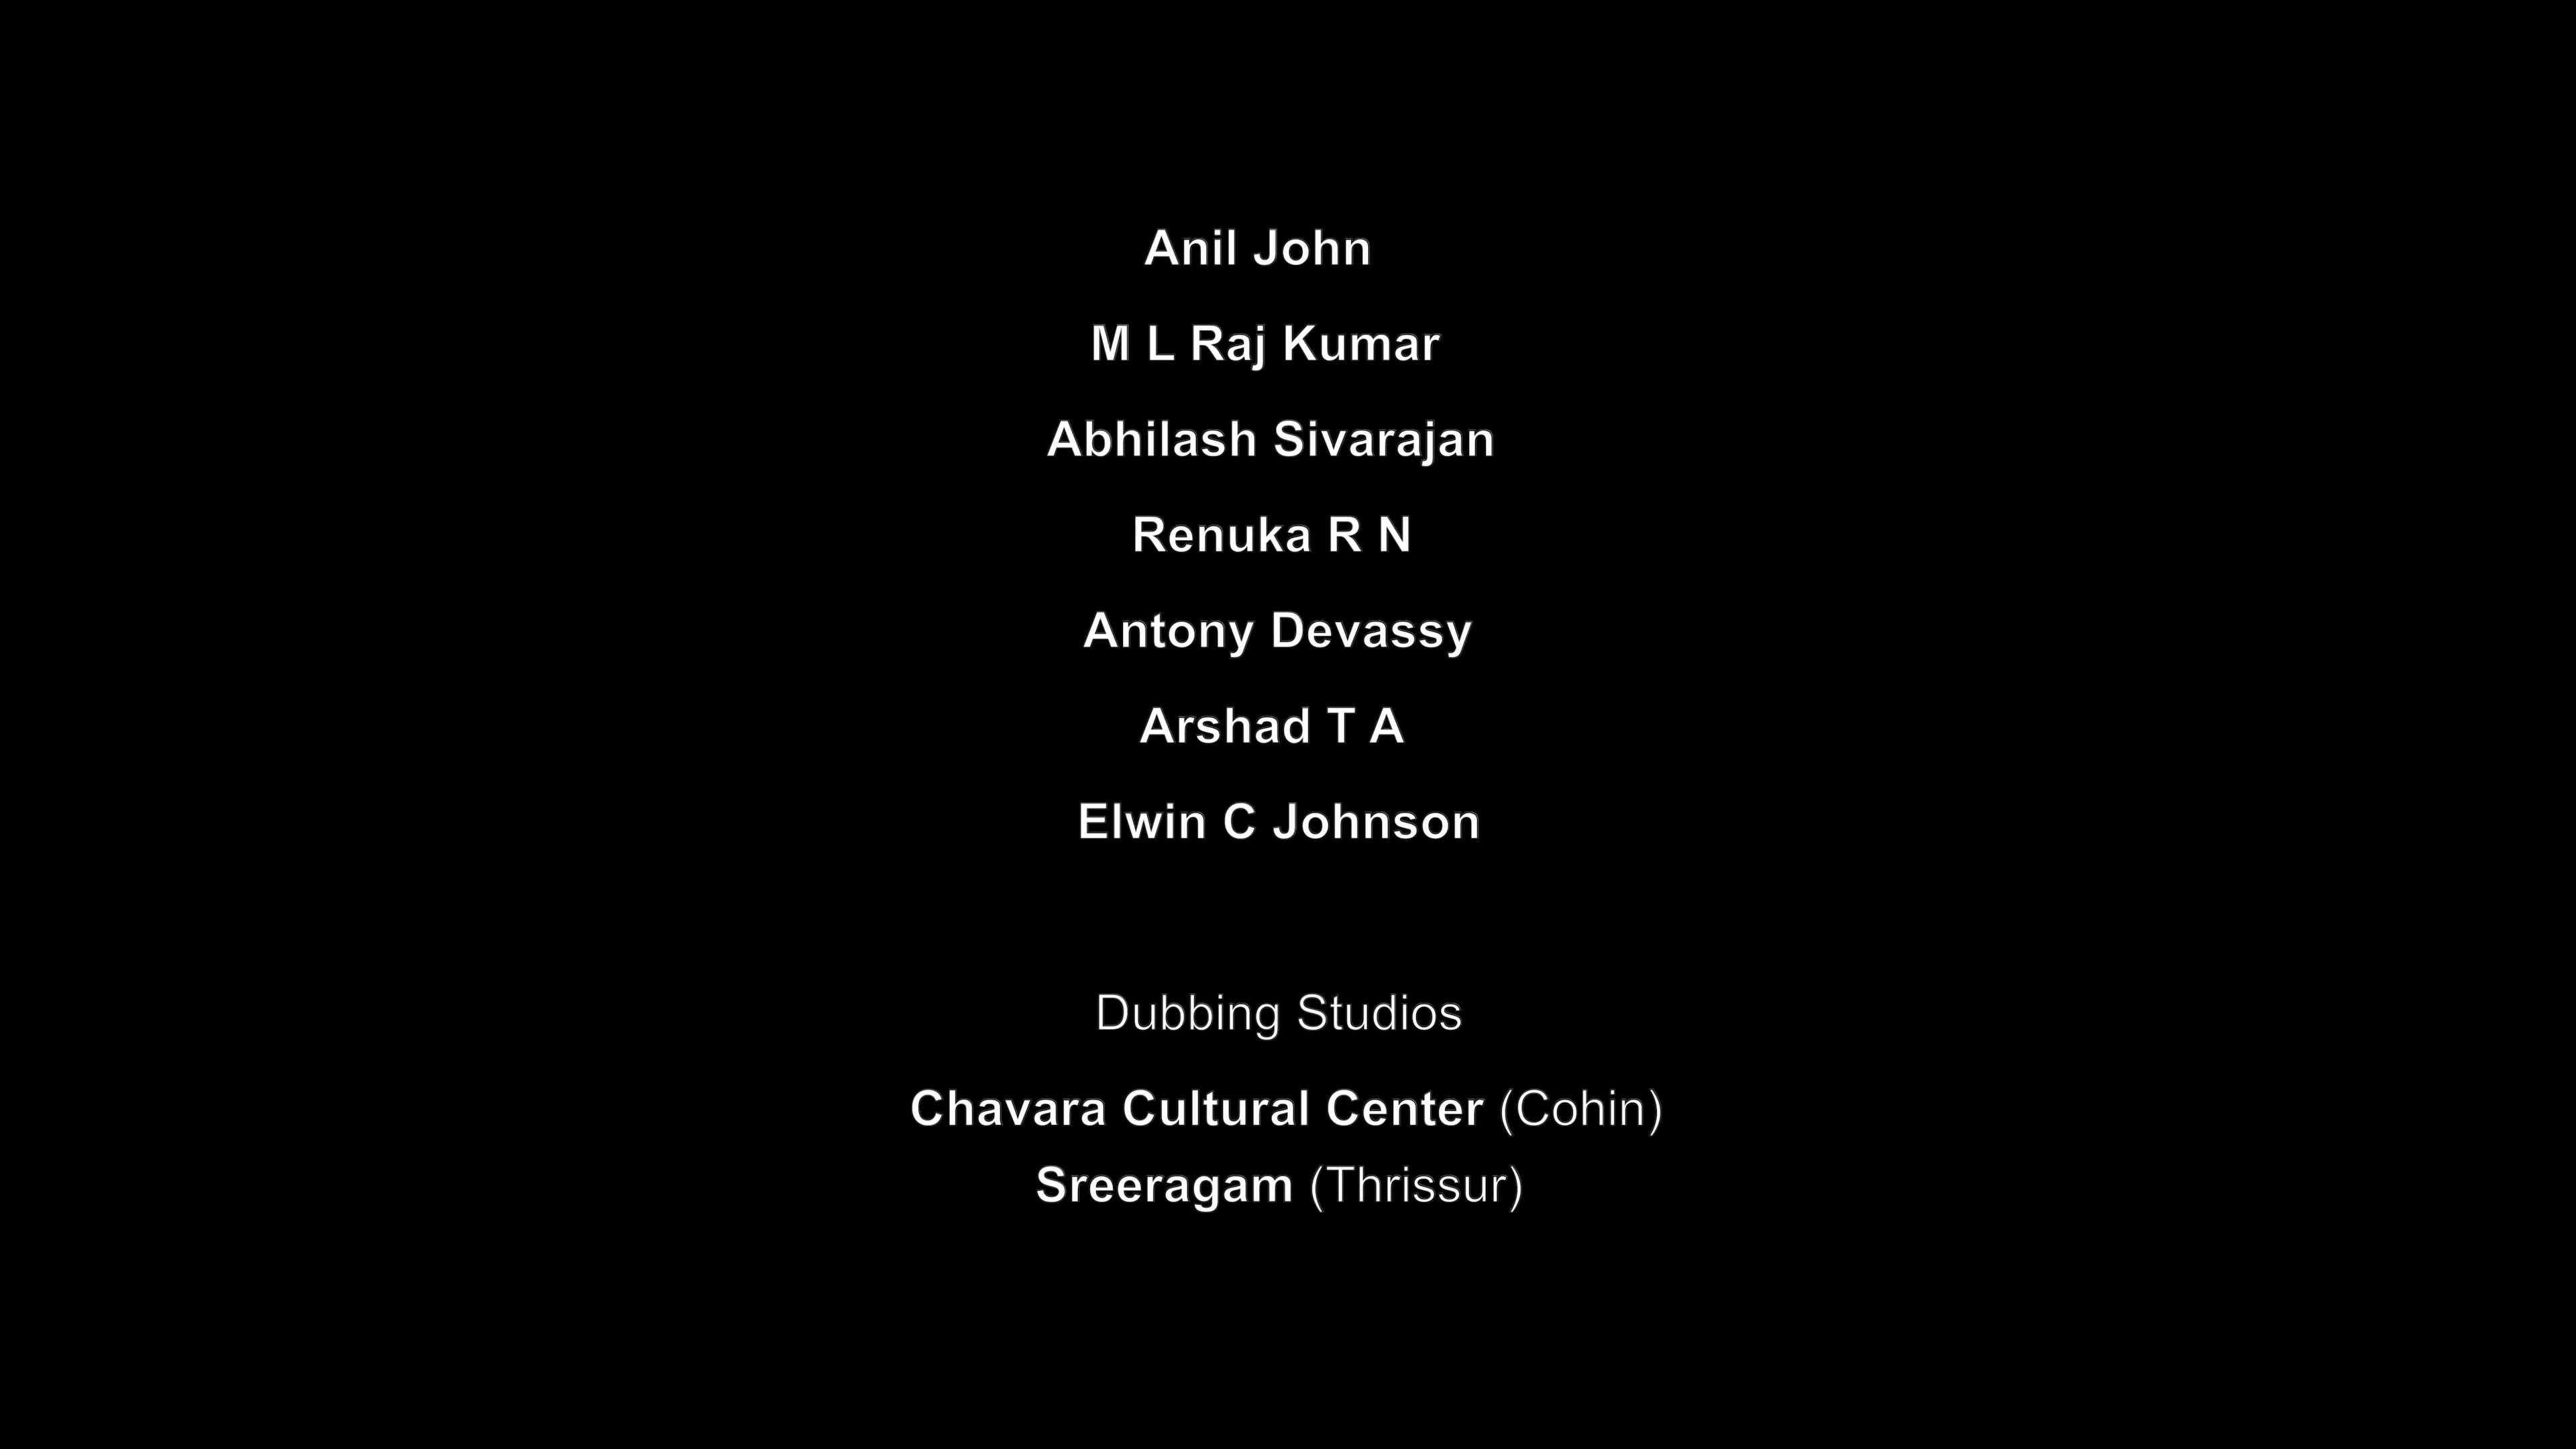 Anil John
M L Raj Kumar
Abhilash Sivarajan
Renuka R N
Antony Devassy
Arshad T A
Elwin C Johnson
Dubbing Studios
Chavara Cultural Center (Cohin)
Sreeragam (Thrissur)